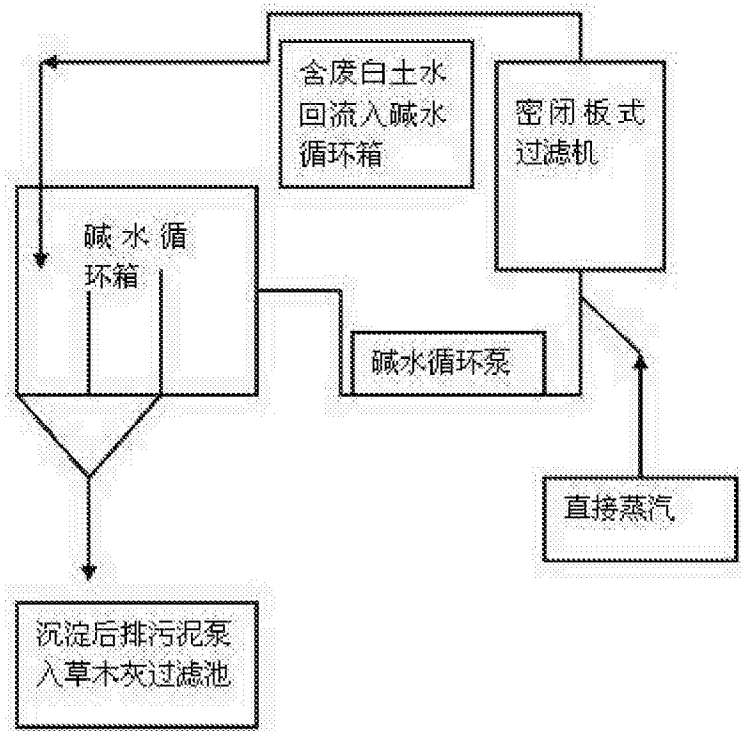 含废白土水
回流入碱水
循环箱
密闭板式
过滤机
碱水循
环箱
碱水循环泵
直接蒸汽
沉淀后排污泥泵
入草木灰过滤池